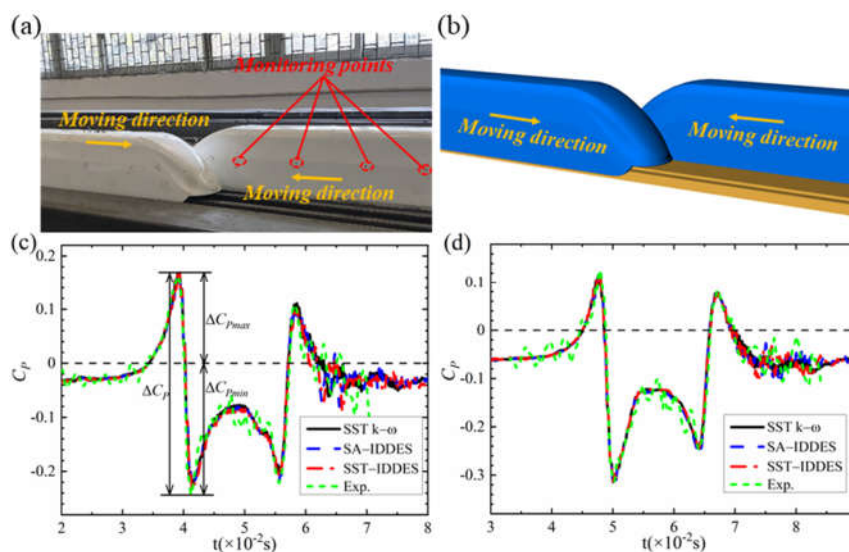 (a)
Monitoring points
Moving direction
Moving direction
(b)
Moving direction
Moving direction
(c)
0.1
0
-0.1
-0.2
C_P
ΔC_Pmax
ΔC_P
ΔC_Pmin
SST k–ω
SA–IDDES
SST–IDDES
Exp.
2 3 4 5 6 7 8
t(×10⁻²s)
(d)
0.1
0
-0.1
-0.2
-0.3
C_P
SST k–ω
SA–IDDES
SST–IDDES
Exp.
3 4 5 6 7 8 9
t(×10⁻²s)